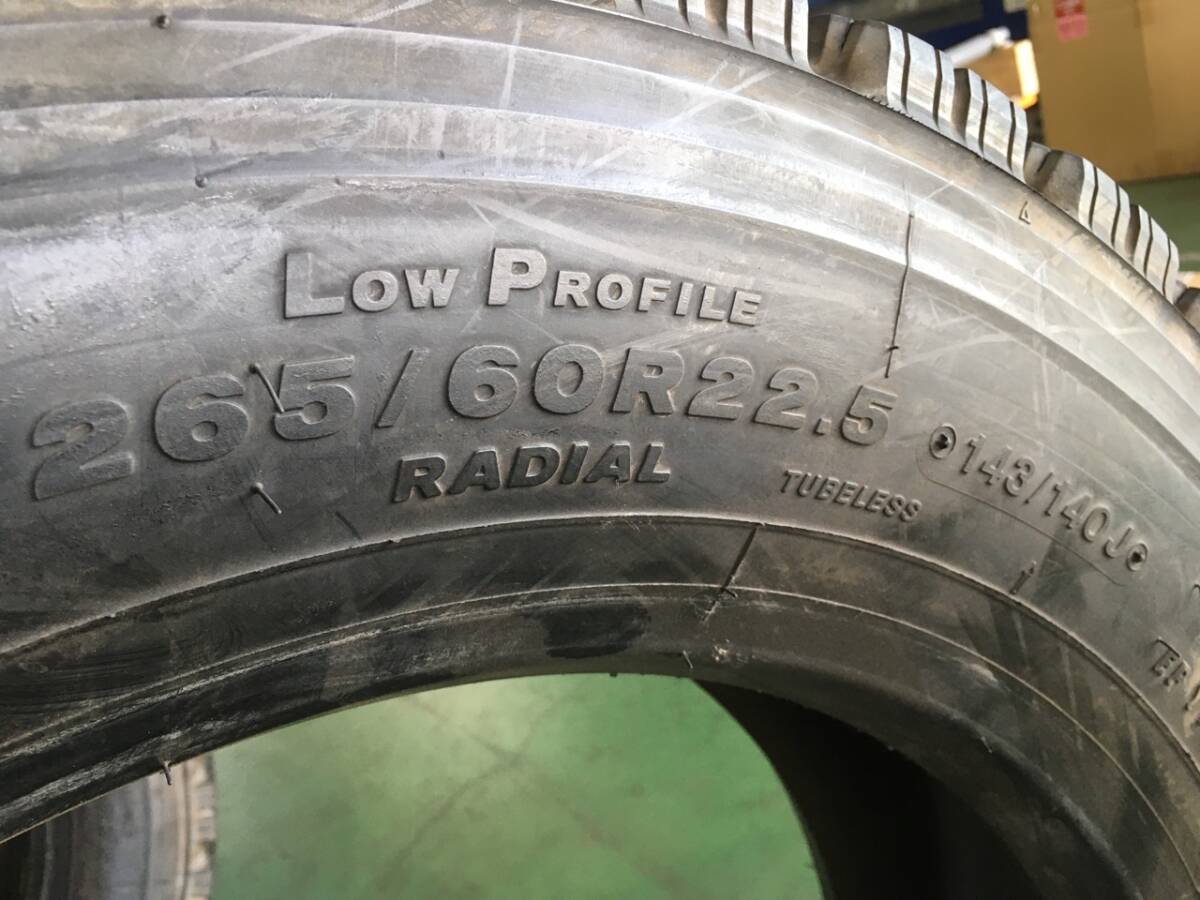 LOW PROFILE
265/60R22.5
RADIAL
TUBELESS
143/140J